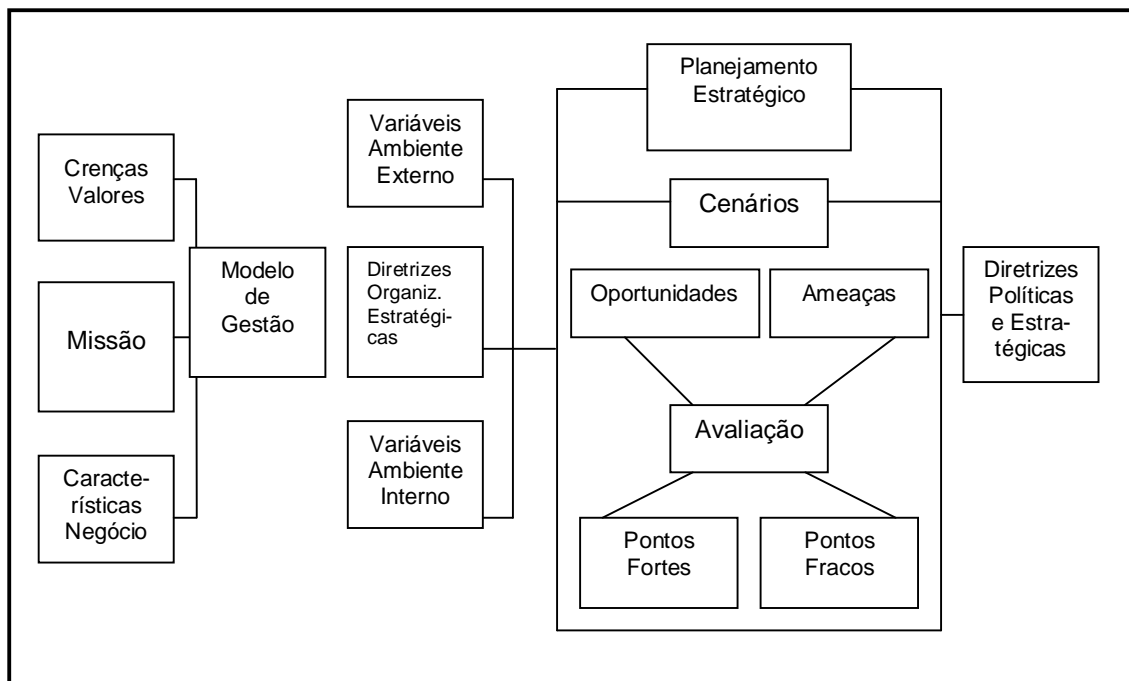 Crenças
Valores
Missão
Caracte-
rísticas
Negócio
Modelo
de
Gestão
Variáveis
Ambiente
Externo
Diretrizes
Organiz.
Estratégi-
cas
Variáveis
Ambiente
Interno
Planejamento
Estratégico
Cenários
Oportunidades
Ameaças
Avaliação
Pontos
Fortes
Pontos
Fracos
Diretrizes
Políticas
e Estra-
tégicas